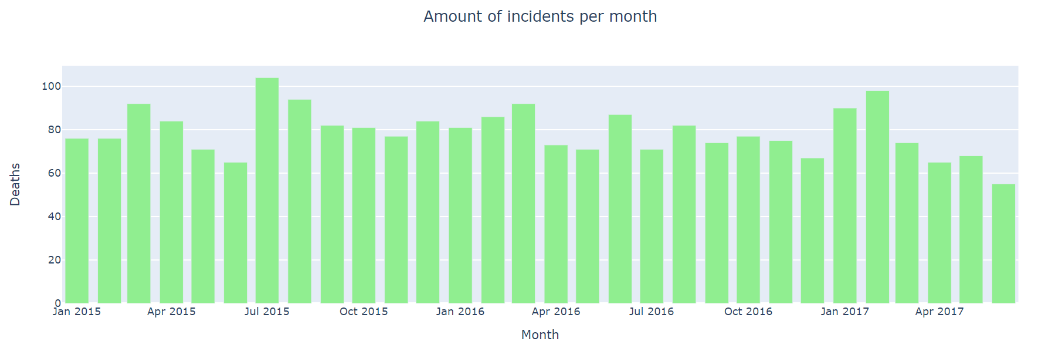 Amount of incidents per month
100
80
60
40
20
0
Deaths
Jan 2015 Apr 2015 Jul 2015 Oct 2015 Jan 2016 Apr 2016 Jul 2016 Oct 2016 Jan 2017 Apr 2017
Month